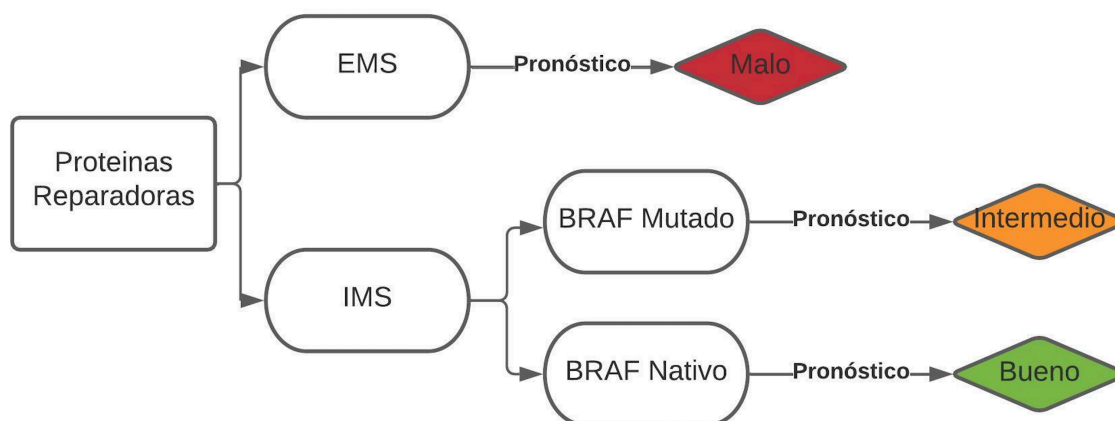 EMS
Pronóstico
Malo
Proteinas
Reparadoras
BRAF Mutado
Pronóstico
Intermedio
IMS
BRAF Nativo
Pronóstico
Bueno